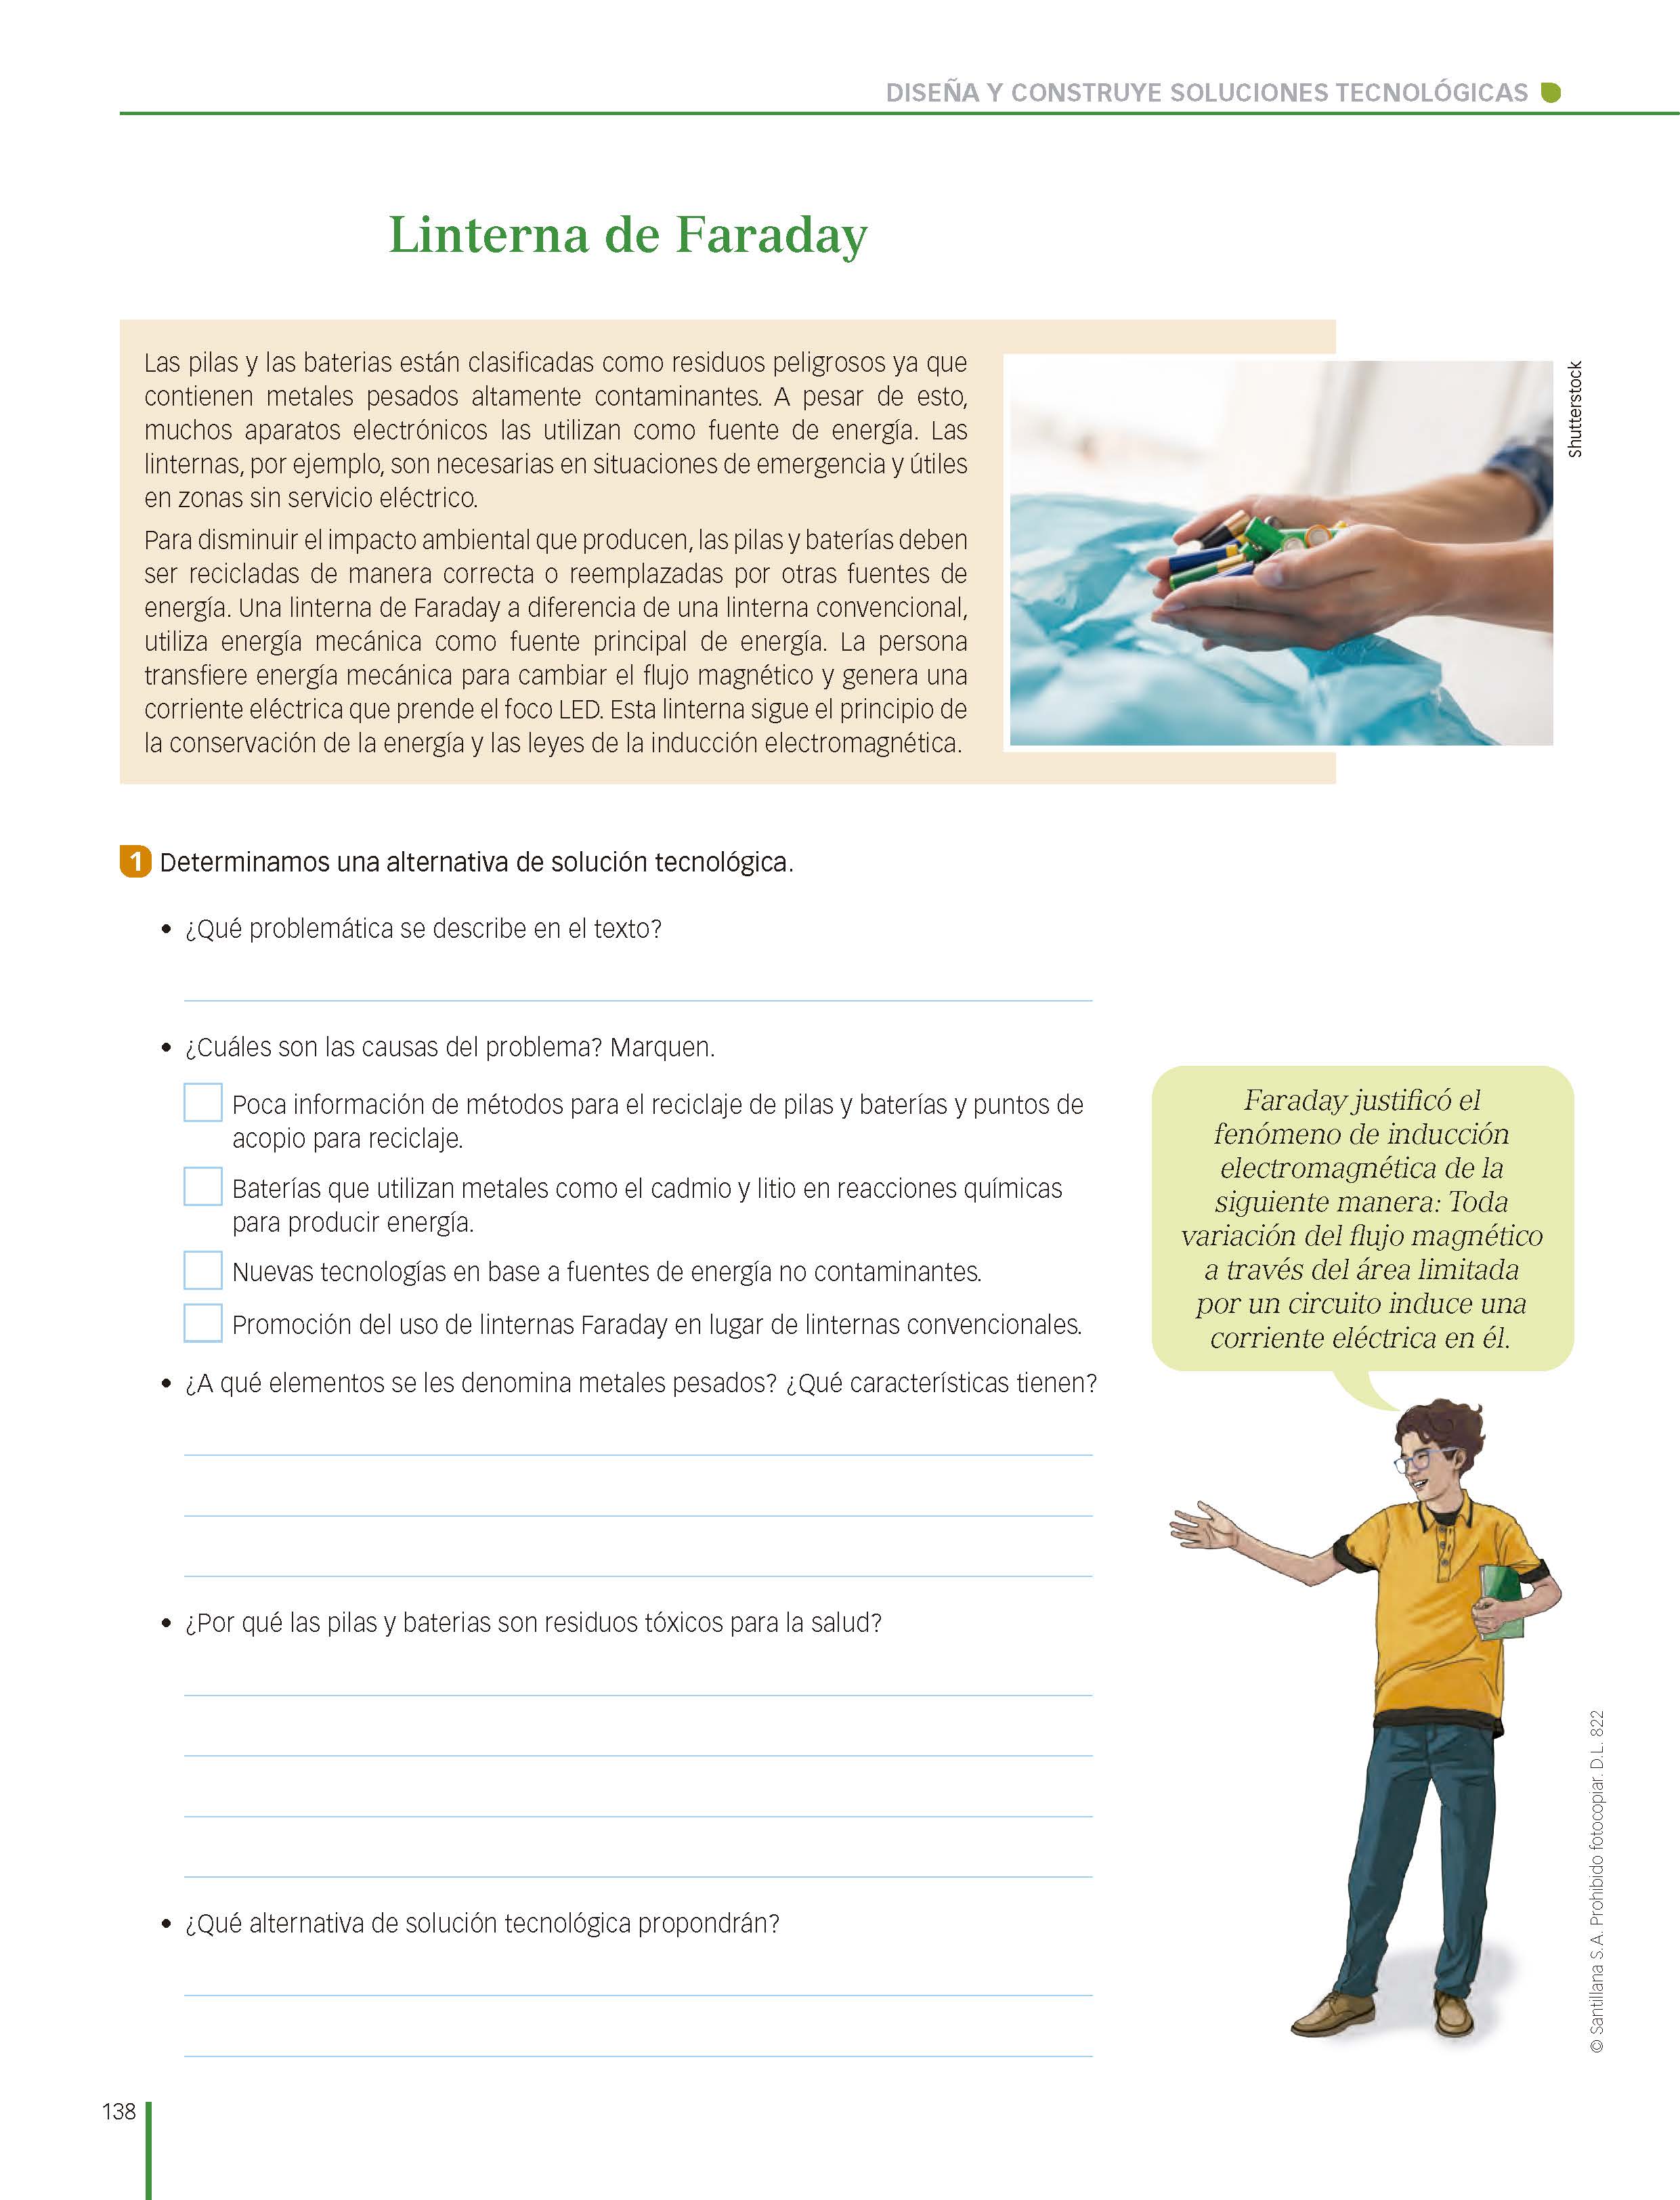 DISEÑA Y CONSTRUYE SOLUCIONES TECNOLÓGICAS
Linterna de Faraday
Las pilas y las baterias están clasificadas como residuos peligrosos ya que
contienen metales pesados altamente contaminantes. A pesar de esto,
muchos aparatos electrónicos las utilizan como fuente de energía. Las
linternas, por ejemplo, son necesarias en situaciones de emergencia y útiles
en zonas sin servicio eléctrico.
Para disminuir el impacto ambiental que producen, las pilas y baterías deben
ser recicladas de manera correcta o reemplazadas por otras fuentes de
energía. Una linterna de Faraday a diferencia de una linterna convencional,
utiliza energía mecánica como fuente principal de energía. La persona
transfiere energía mecánica para cambiar el flujo magnético y genera una
corriente eléctrica que prende el foco LED. Esta linterna sigue el principio de
la conservación de la energía y las leyes de la inducción electromagnética.
Shutterstock
1 Determinamos una alternativa de solución tecnológica.
• ¿Qué problemática se describe en el texto?
• ¿Cuáles son las causas del problema? Marquen.
Poca información de métodos para el reciclaje de pilas y baterías y puntos de
acopio para reciclaje.
Baterías que utilizan metales como el cadmio y litio en reacciones químicas
para producir energía.
Nuevas tecnologías en base a fuentes de energía no contaminantes.
Promoción del uso de linternas Faraday en lugar de linternas convencionales.
• ¿A qué elementos se les denomina metales pesados? ¿Qué características tienen?
• ¿Por qué las pilas y baterias son residuos tóxicos para la salud?
• ¿Qué alternativa de solución tecnológica propondrán?
Faraday justificó el
fenómeno de inducción
electromagnética de la
siguiente manera: Toda
variación del flujo magnético
a través del área limitada
por un circuito induce una
corriente eléctrica en él.
© Santillana S.A. Prohibido fotocopiar. D.L. 822
138